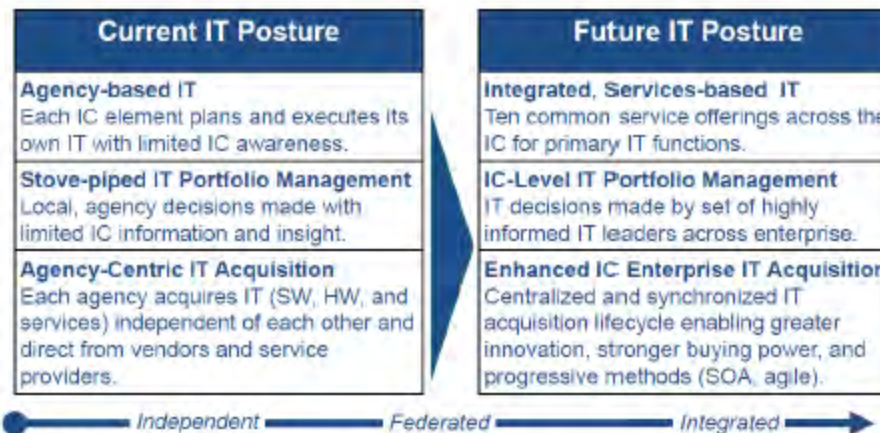 Current IT Posture
Agency-based IT
Each IC element plans and executes its
own IT with limited IC awareness.
Stove-piped IT Portfolio Management
Local, agency decisions made with
limited IC information and insight.
Agency-Centric IT Acquisition
Each agency acquires IT (SW, HW, and
services) independent of each other and
direct from vendors and service
providers.
Future IT Posture
Integrated, Services-based IT
Ten common service offerings across the
IC for primary IT functions.
IC-Level IT Portfolio Management
IT decisions made by set of highly
informed IT leaders across enterprise.
Enhanced IC Enterprise IT Acquisition
Centralized and synchronized IT
acquisition lifecycle enabling greater
innovation, stronger buying power, and
progressive methods (SOA, agile).
Independent Federated Integrated